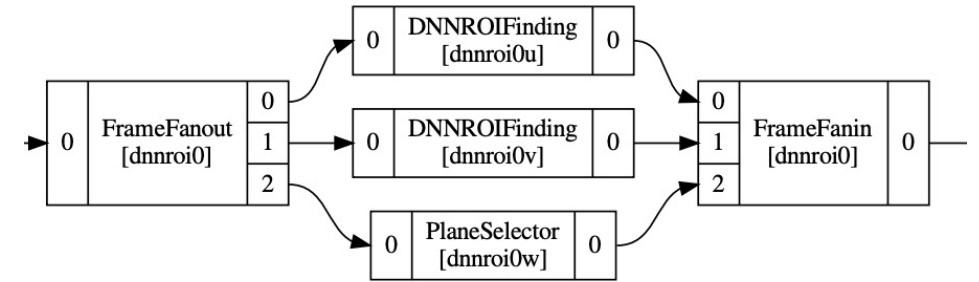 0 DNNROIFinding 0
[dnnroi0u]
0 FrameFanout 0
[dnnroi0] 1
2
0 DNNROIFinding 0
[dnnroi0v]
0 PlaneSelector 0
[dnnroi0w]
0 FrameFanin 0
1 [dnnroi0]
2